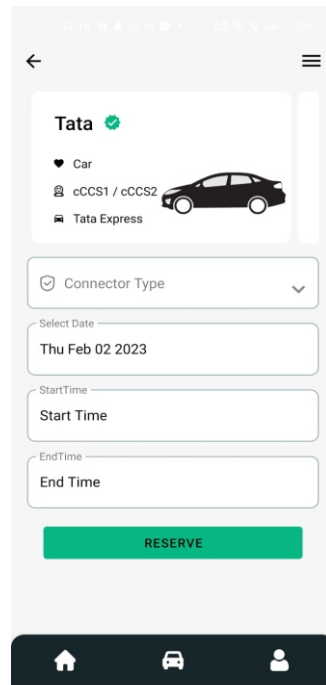 Tata
Car
cCCS1 / cCCS2
Tata Express
Connector Type
Select Date
Thu Feb 02 2023
StartTime
Start Time
EndTime
End Time
RESERVE